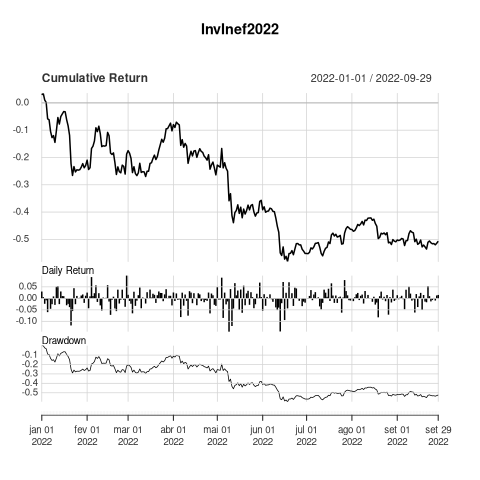 InvInef2022
Cumulative Return 2022-01-01 / 2022-09-29
0.0
-0.1
-0.2
-0.3
-0.4
-0.5
Daily Return
0.05
0.00
-0.05
-0.10
Drawdown
-0.1
-0.2
-0.3
-0.4
-0.5
jan 01 fev 01 mar 01 abr 01 mai 01 jun 01 jul 01 ago 01 set 01 set 29
2022 2022 2022 2022 2022 2022 2022 2022 2022 2022